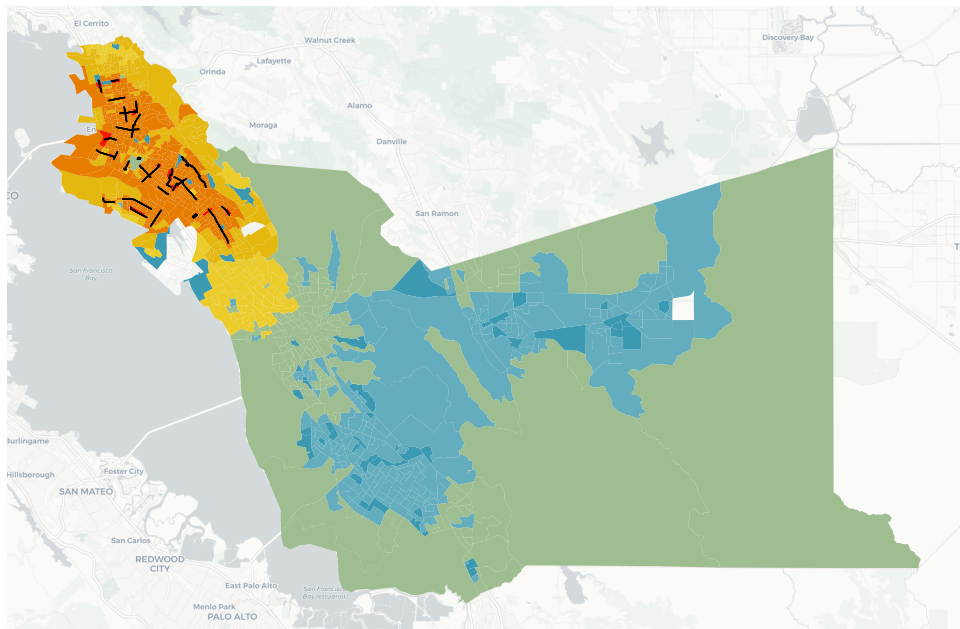 El Cerrito
Walnut Creek
Discovery Bay
Lafayette
Orinda
Alamo
Moraga
Danville
San Ramon
San Francisco
Bay
Burlingame
Hillsborough
Foster City
SAN MATEO
San Carlos
REDWOOD
CITY
East Palo Alto
Menlo Park
PALO ALTO